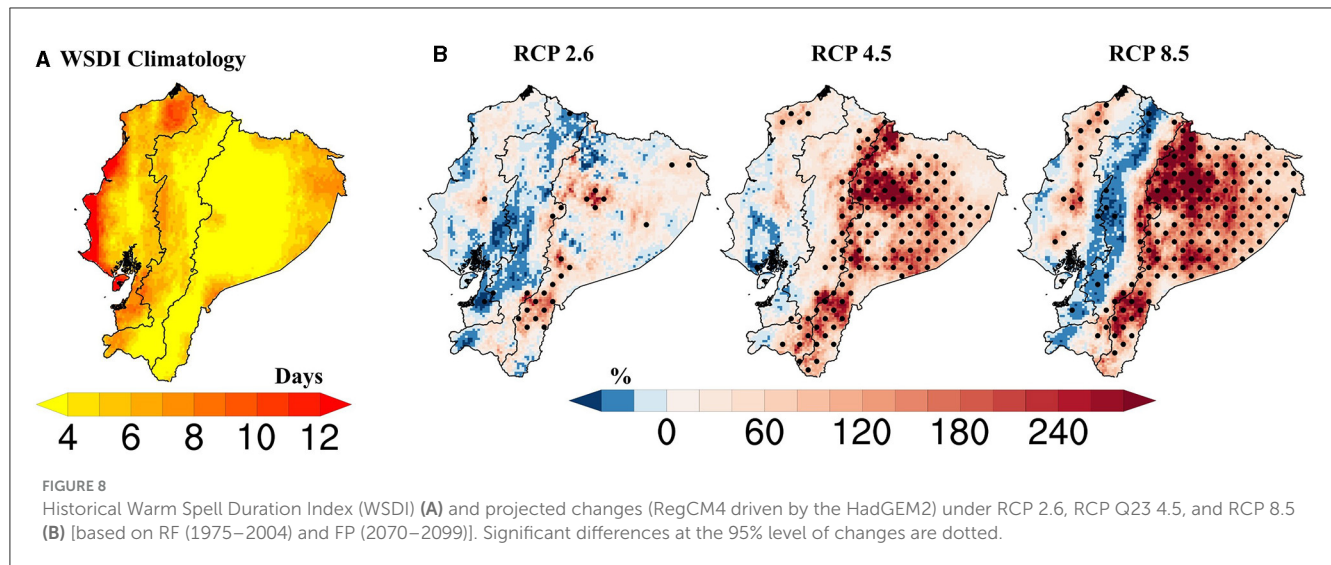 A WSDI Climatology
B
RCP 2.6
RCP 4.5
RCP 8.5
Days
4 6 8 10 12
%
0 60 120 180 240
FIGURE 8
Historical Warm Spell Duration Index (WSDI) (A) and projected changes (RegCM4 driven by the HadGEM2) under RCP 2.6, RCP Q23 4.5, and RCP 8.5
(B) [based on RF (1975–2004) and FP (2070–2099)]. Significant differences at the 95% level of changes are dotted.